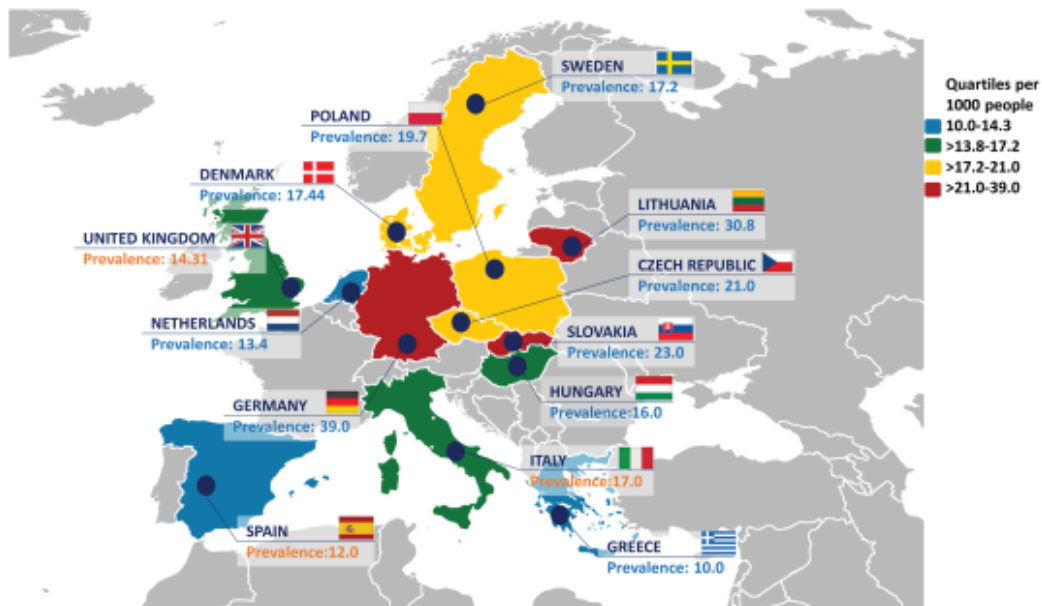 SWEDEN
Prevalence: 17.2
POLAND
Prevalence: 19.7
DENMARK
Prevalence: 17.44
UNITED KINGDOM
Prevalence: 14.31
NETHERLANDS
Prevalence: 13.4
GERMANY
Prevalence: 39.0
SPAIN
Prevalence:12.0
LITHUANIA
Prevalence: 30.8
CZECH REPUBLIC
Prevalence: 21.0
SLOVAKIA
Prevalence: 23.0
HUNGARY
Prevalence:16.0
ITALY
Prevalence:17.0
GREECE
Prevalence: 10.0
Quartiles per
1000 people
10.0-14.3
>13.8-17.2
>17.2-21.0
>21.0-39.0